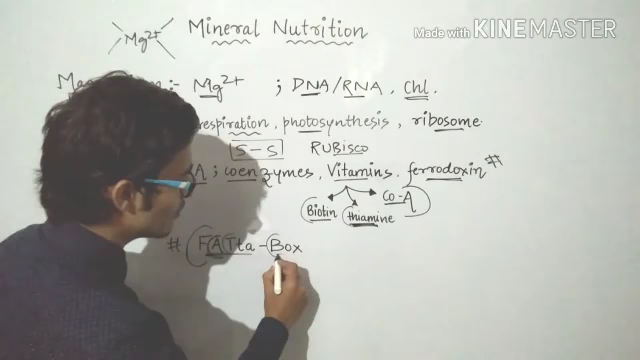 Made with KINEMASTER
Mg2+ Mineral Nutrition
:- Mg2+ ; DNA/RNA, Chl.
respiration, photosynthesis, ribosome.
S-S RUBISCO
A; coenzymes, Vitamins, ferrodoxin#
Biotin thiamine Co-A
# FATTta-Box